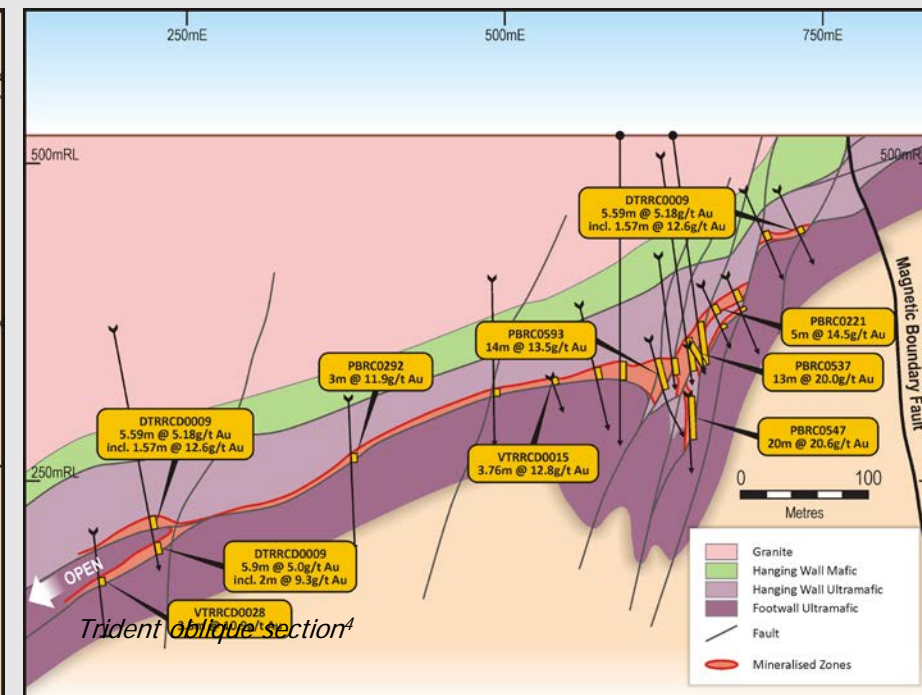 250mE
500mE
750mE
500mRL
500mR
DTRRC0009
5.59m @ 5.18g/t Au
incl. 1.57m @ 12.6g/t Au
PBRC0593
14m @ 13.5g/t Au
PBRC0221
5m @ 14.5g/t Au
PBRC0292
3m @ 11.9g/t Au
PBRC0537
13m @ 20.0g/t Au
DTRRCD0009
5.59m @ 5.18g/t Au
incl. 1.57m @ 12.6g/t Au
PBRC0547
20m @ 20.6g/t Au
VTRRCD0015
3.76m @ 12.8g/t Au
Magnetic Boundary Fault
250mRL
0 100
Metres
DTRRCD0009
5.9m @ 5.0g/t Au
incl. 2m @ 9.3g/t Au
OPEN
VTRRCD0028
g/t Au
Trident oblique section⁴
Granite
Hanging Wall Mafic
Hanging Wall Ultramafic
Footwall Ultramafic
Fault
Mineralised Zones